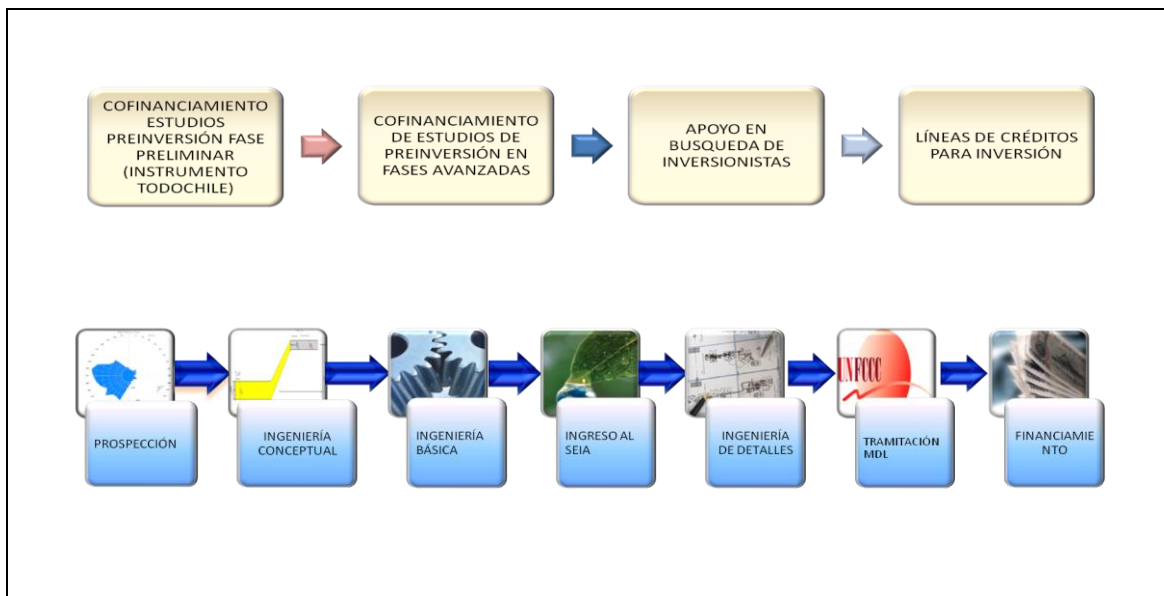 COFINANCIAMIENTO
ESTUDIOS
PREINVERSIÓN FASE
PRELIMINAR
(INSTRUMENTO
TODOCHILE)
COFINANCIAMIENTO
DE ESTUDIOS DE
PREINVERSIÓN EN
FASES AVANZADAS
APOYO EN
BUSQUEDA DE
INVERSIONISTAS
LÍNEAS DE CRÉDITOS
PARA INVERSIÓN
UNFCCC
PROSPECCIÓN
INGENIERÍA
CONCEPTUAL
INGENIERÍA
BÁSICA
INGRESO AL
SEIA
INGENIERÍA
DE DETALLES
TRAMITACIÓN
MDL
FINANCIAMIE
NTO